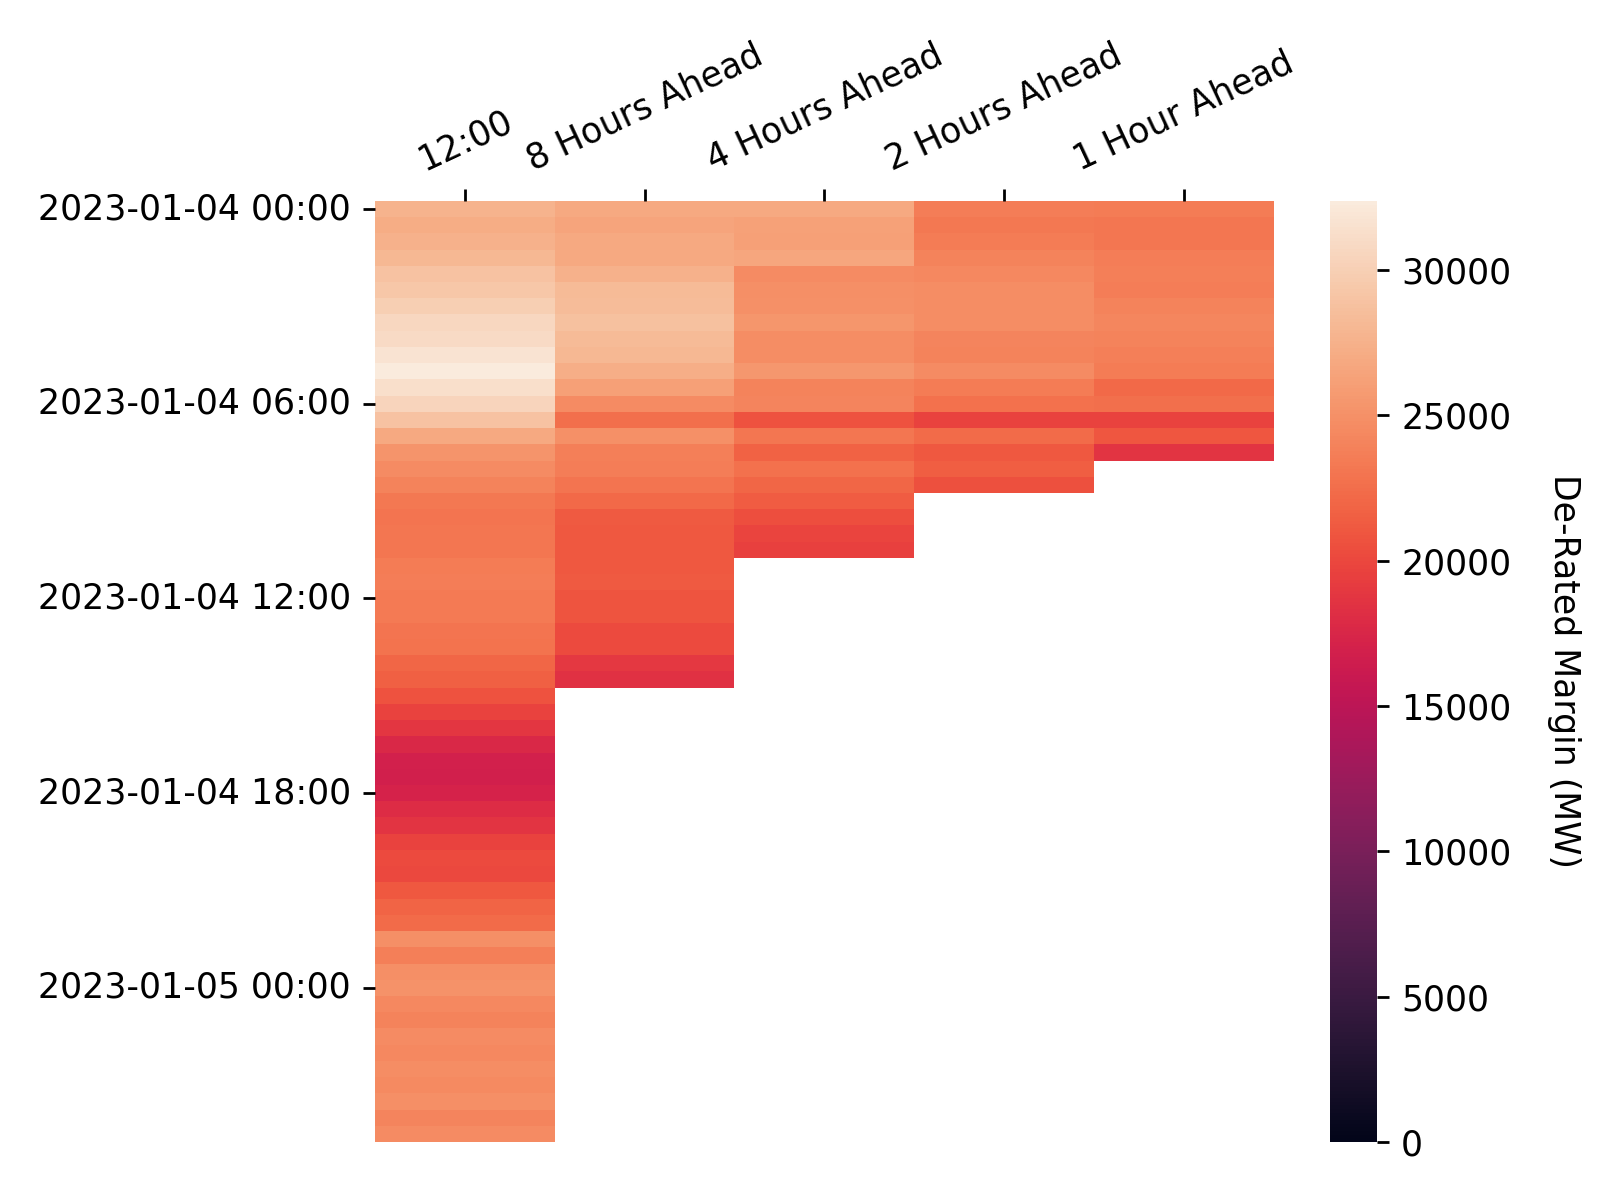 12:00
8 Hours Ahead
4 Hours Ahead
2 Hours Ahead
1 Hour Ahead
2023-01-04 00:00
2023-01-04 06:00
2023-01-04 12:00
2023-01-04 18:00
2023-01-05 00:00
30000
25000
20000
15000
10000
5000
0
De-Rated Margin (MW)